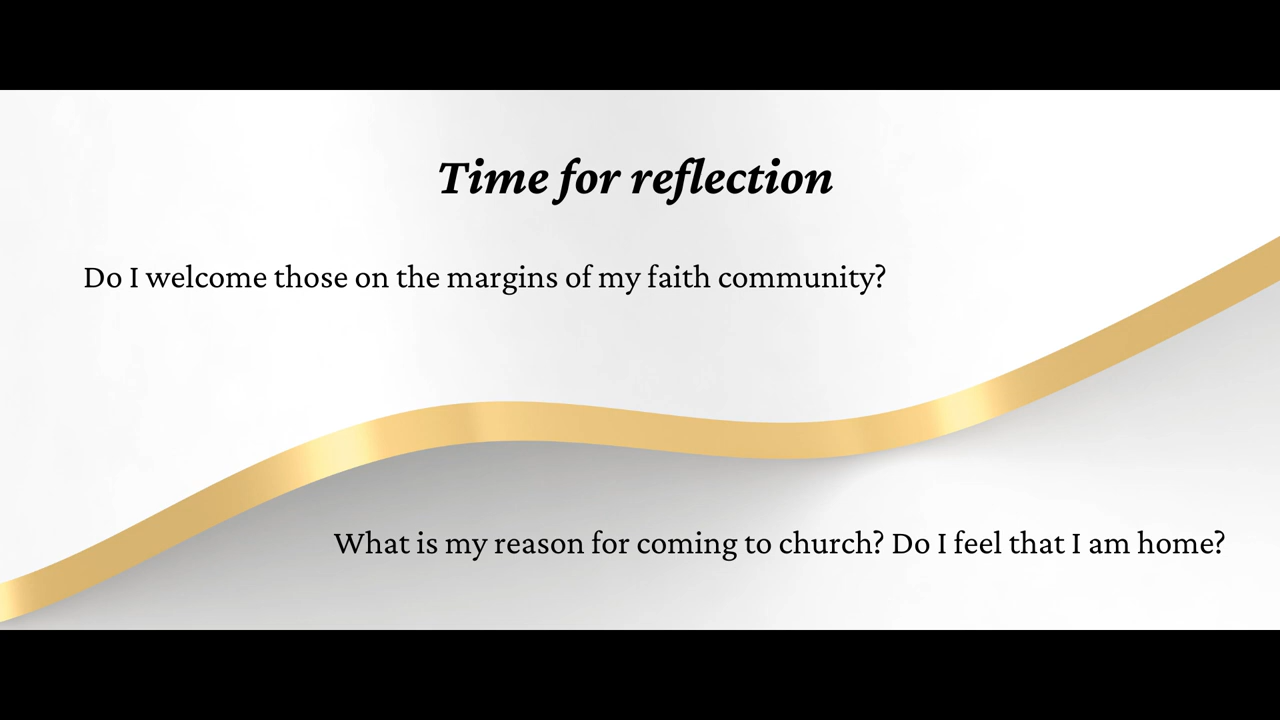 Time for reflection
Do I welcome those on the margins of my faith community?
What is my reason for coming to church? Do I feel that I am home?